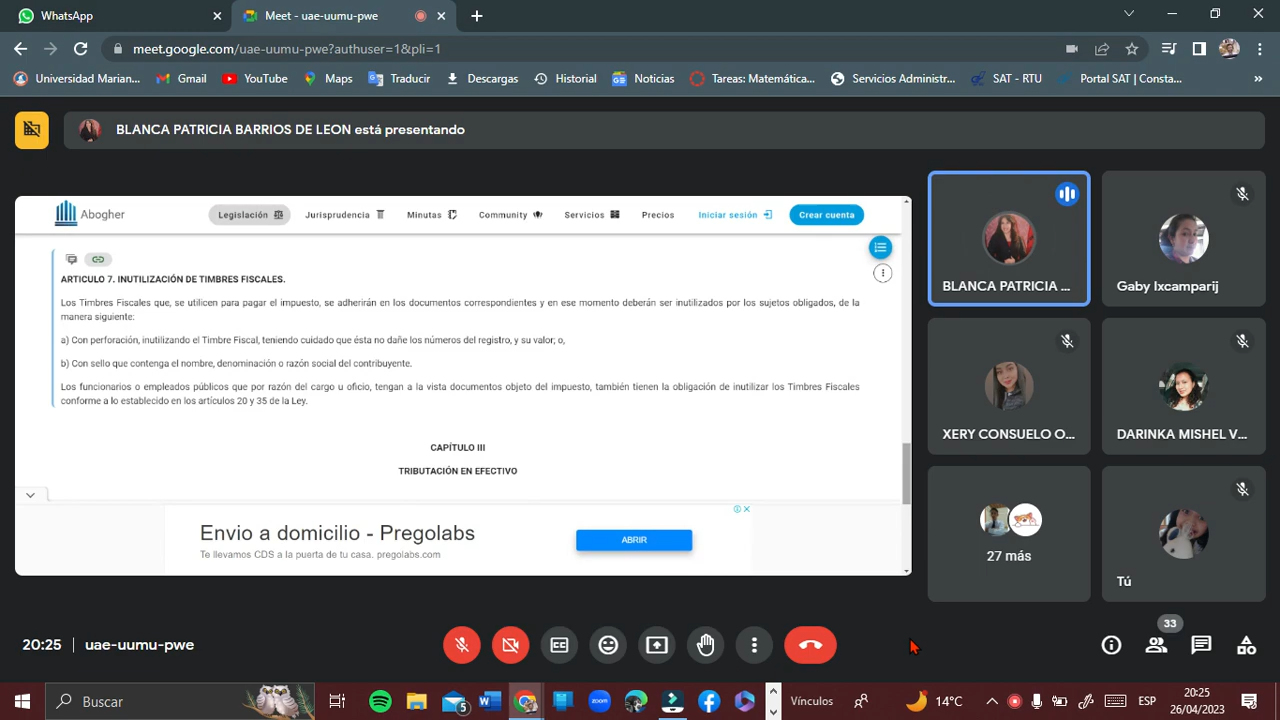 WhatsApp
Meet - uae-uumu-pwe
meet.google.com/uae-uumu-pwe?authuser=1&pli=1
Universidad Marian...
Gmail
YouTube
Maps
Traducir
Descargas
Historial
Noticias
Tareas: Matemática...
Servicios Administr...
SAT - RTU
Portal SAT | Consta...
»
BLANCA PATRICIA BARRIOS DE LEON está presentando
Abogher
Legislación
Jurisprudencia
Minutas
Community
Servicios
Precios
Iniciar sesión
Crear cuenta
ARTICULO 7. INUTILIZACIÓN DE TIMBRES FISCALES.
Los Timbres Fiscales que, se utilicen para pagar el impuesto, se adherirán en los documentos correspondientes y en ese momento deberán ser inutilizados por los sujetos obligados, de la
manera siguiente:
a) Con perforación, inutilizando el Timbre Fiscal, teniendo cuidado que ésta no dañe los números del registro, y su valor; o,
b) Con sello que contenga el nombre, denominación o razón social del contribuyente.
Los funcionarios o empleados públicos que por razón del cargo u oficio, tengan a la vista documentos objeto del impuesto, también tienen la obligación de inutilizar los Timbres Fiscales
conforme a lo establecido en los artículos 20 y 35 de la Ley.
CAPÍTULO III
TRIBUTACIÓN EN EFECTIVO
Envio a domicilio - Pregolabs
Te llevamos CDS a la puerta de tu casa. pregolabs.com
ABRIR
BLANCA PATRICIA ...
Gaby Ixcamparij
XERY CONSUELO O...
DARINKA MISHEL V...
27 más
Tú
20:25 | uae-uumu-pwe
33
Buscar
5
zoom
Vínculos
14°C
ESP
20:25
26/04/2023